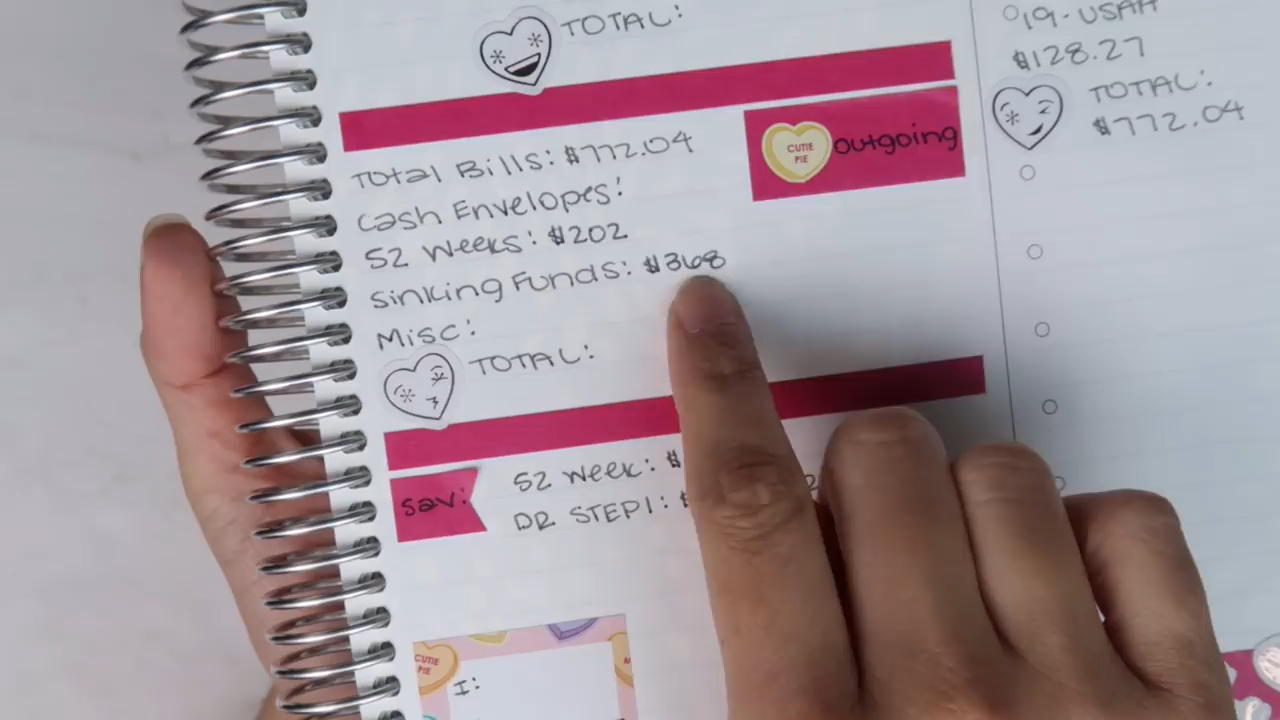 TOTAL:
CUTIE PIE
outgoing
Total Bills: $772.04
Cash Envelopes:
52 Weeks: $202
Sinking Funds: $368
Misc:
TOTAL:
sav:
52 Week: $
DR STEP1: $
CUTIE PIE
I:
19-USAA
$128.27
TOTAL:
$772.04